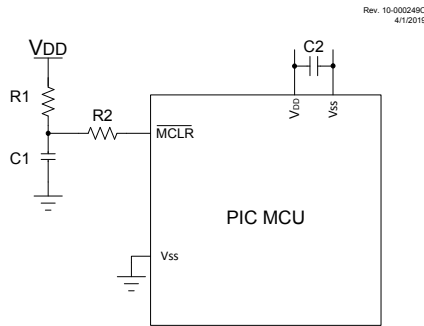 Rev. 10-000249C
4/1/2019
VDD
C2
R1
R2
VDD
Vss
MCLR
C1
PIC MCU
Vss